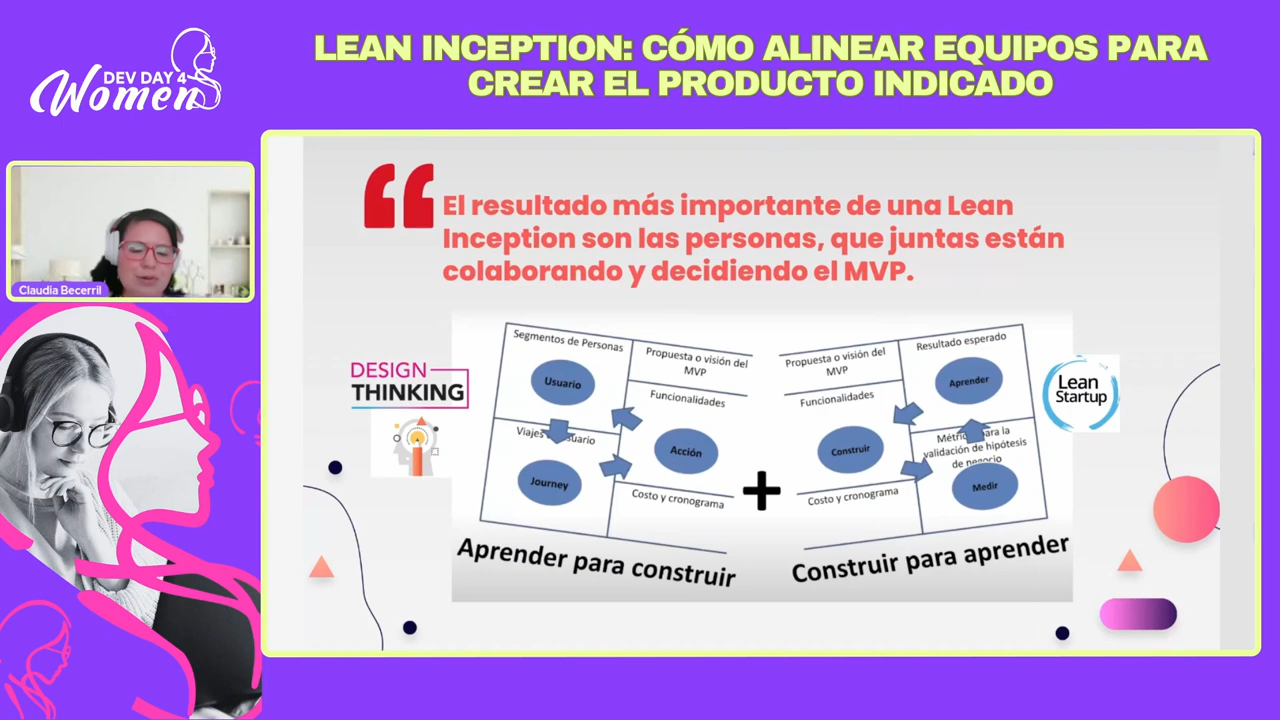 DEV DAY 4
Women
LEAN INCEPTION: CÓMO ALINEAR EQUIPOS PARA
CREAR EL PRODUCTO INDICADO
Claudia Becerril
El resultado más importante de una Lean
Inception son las personas, que juntas están
colaborando y decidiendo el MVP.
DESIGN
THINKING
Segmentos de Personas
Usuario
Viajes
suario
Journey
Propuesta o visión del
MVP
Funcionalidades
Acción
Costo y cronograma
Aprender para construir
+
Propuesta o visión del
MVP
Funcionalidades
Construir
Costo y cronograma
Resultado esperado
Aprender
para la
validación de hipótesis
de negocio
Medir
Construir para aprender
Lean
Startup